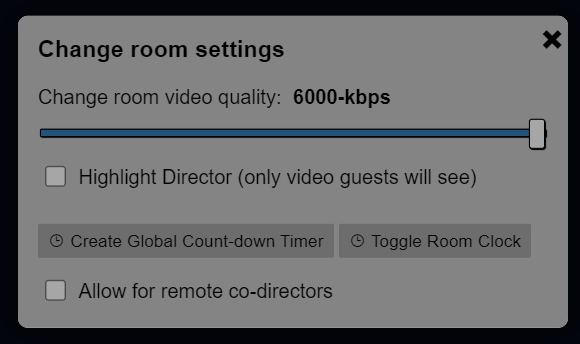 Change room settings
Change room video quality: 6000-kbps
Highlight Director (only video guests will see)
Create Global Count-down Timer Toggle Room Clock
Allow for remote co-directors